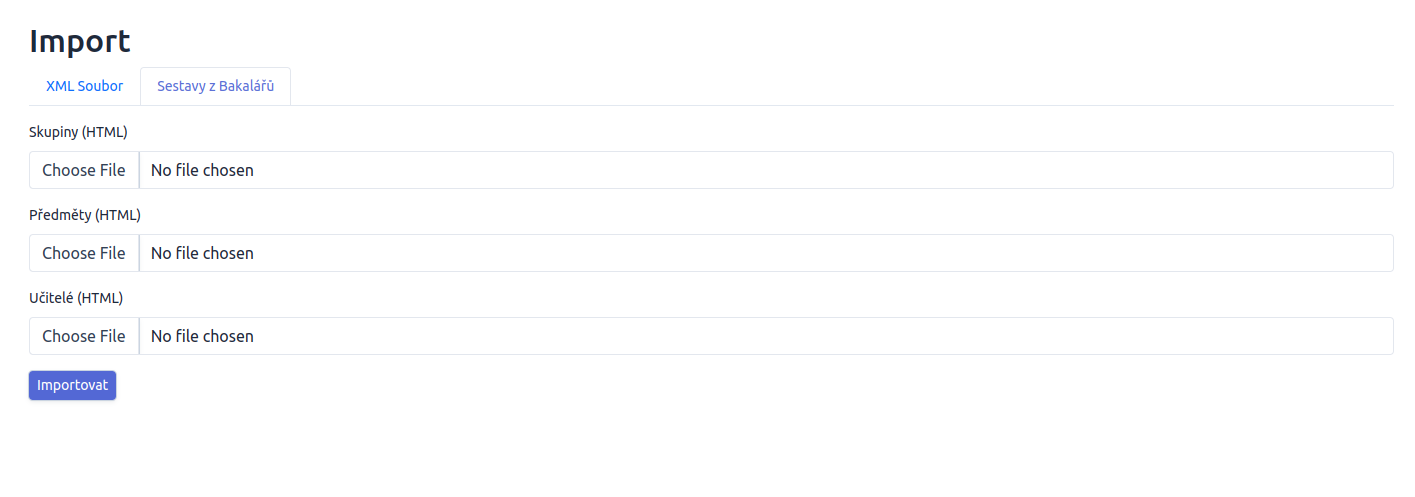 Import
XML Soubor Sestavy z Bakalářů
Skupiny (HTML)
Choose File No file chosen
Předměty (HTML)
Choose File No file chosen
Učitelé (HTML)
Choose File No file chosen
Importovat